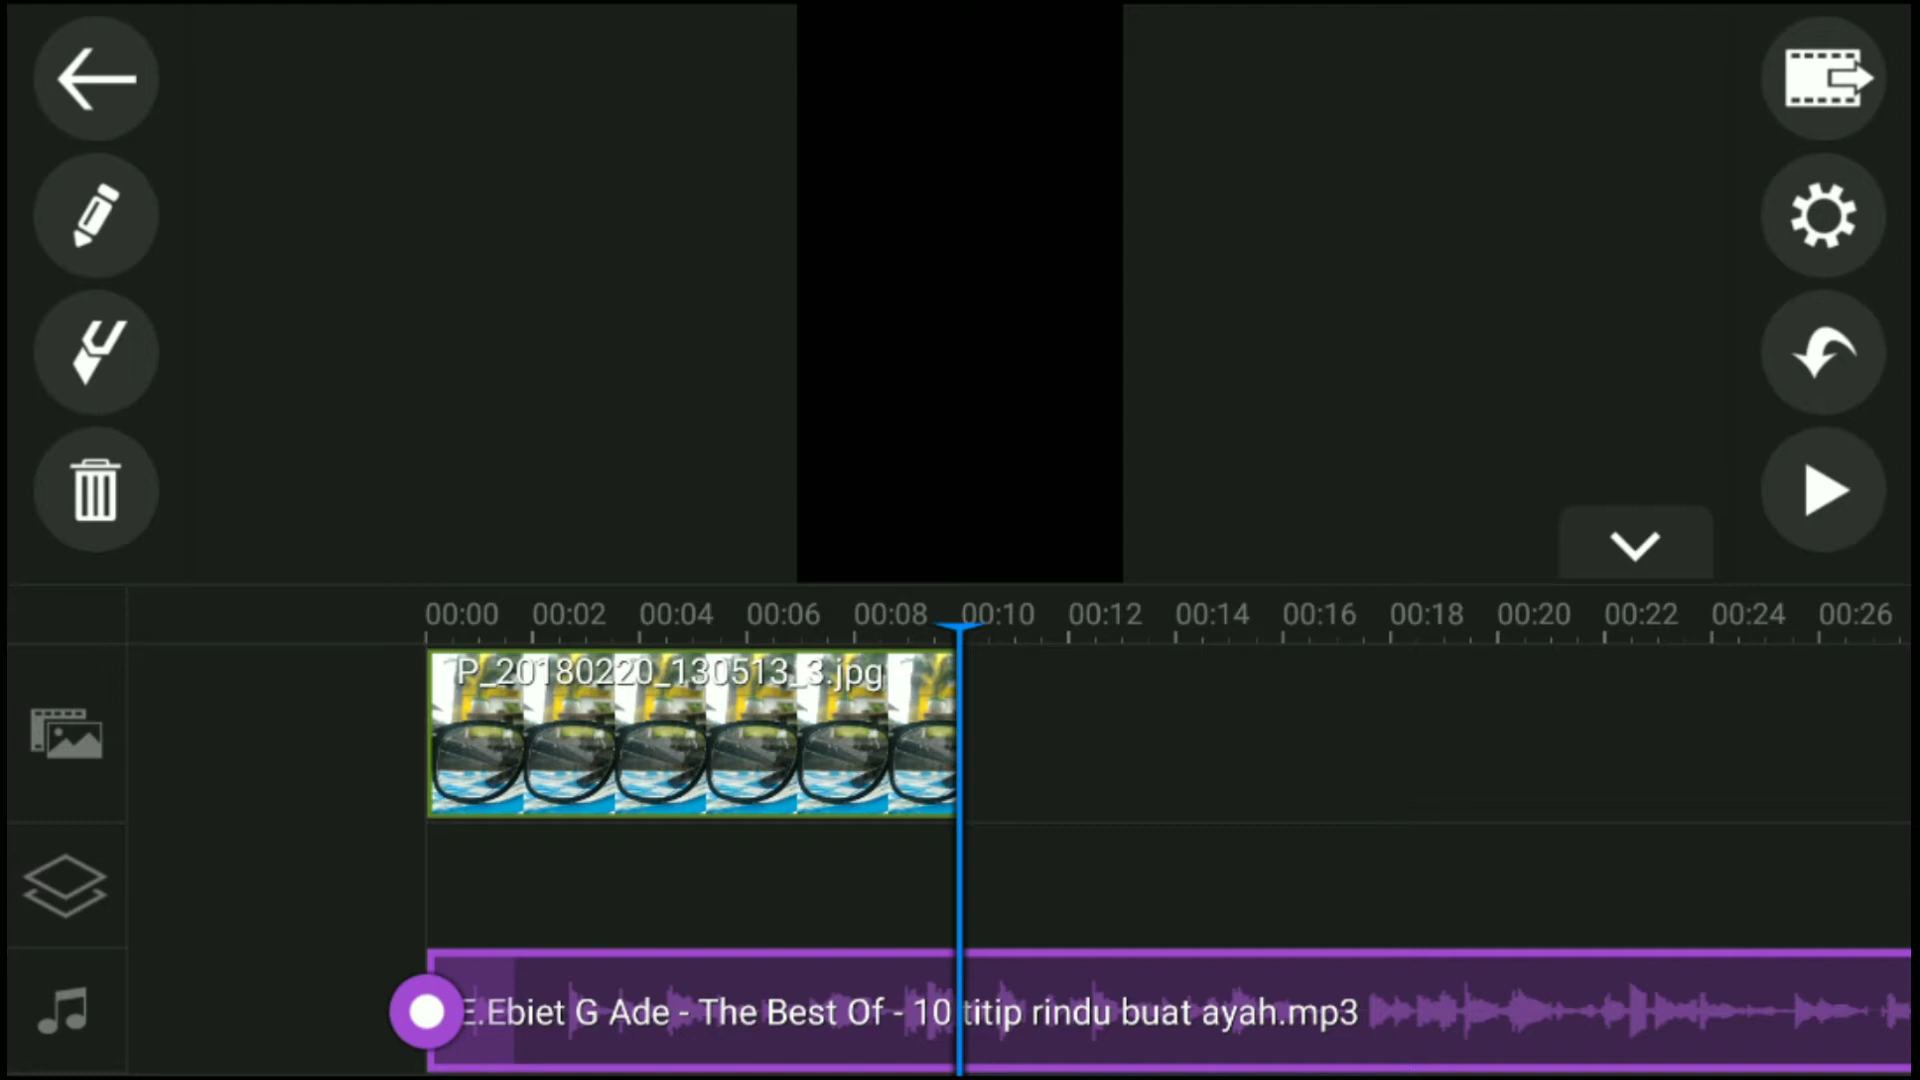 00:00 00:02 00:04 00:06 00:08 00:10 00:12 00:14 00:16 00:18 00:20 00:22 00:24 00:26
P_20180220_130513_3.jpg
E.Ebiet G Ade - The Best Of - 10 titip rindu buat ayah.mp3